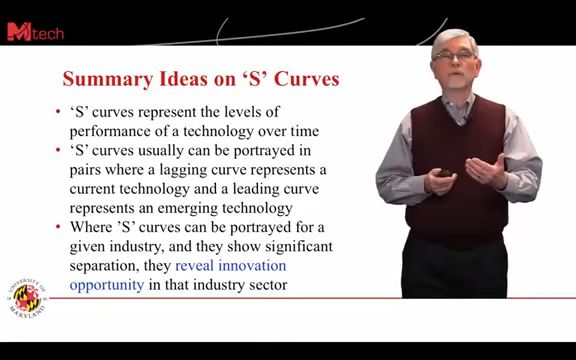 Mtech
Summary Ideas on ‘S’ Curves
• ‘S’ curves represent the levels of
performance of a technology over time
• ‘S’ curves usually can be portrayed in
pairs where a lagging curve represents a
current technology and a leading curve
represents an emerging technology
• Where ’S’ curves can be portrayed for a
given industry, and they show significant
separation, they reveal innovation
opportunity in that industry sector
UNIVERSITY OF
MARYLAND